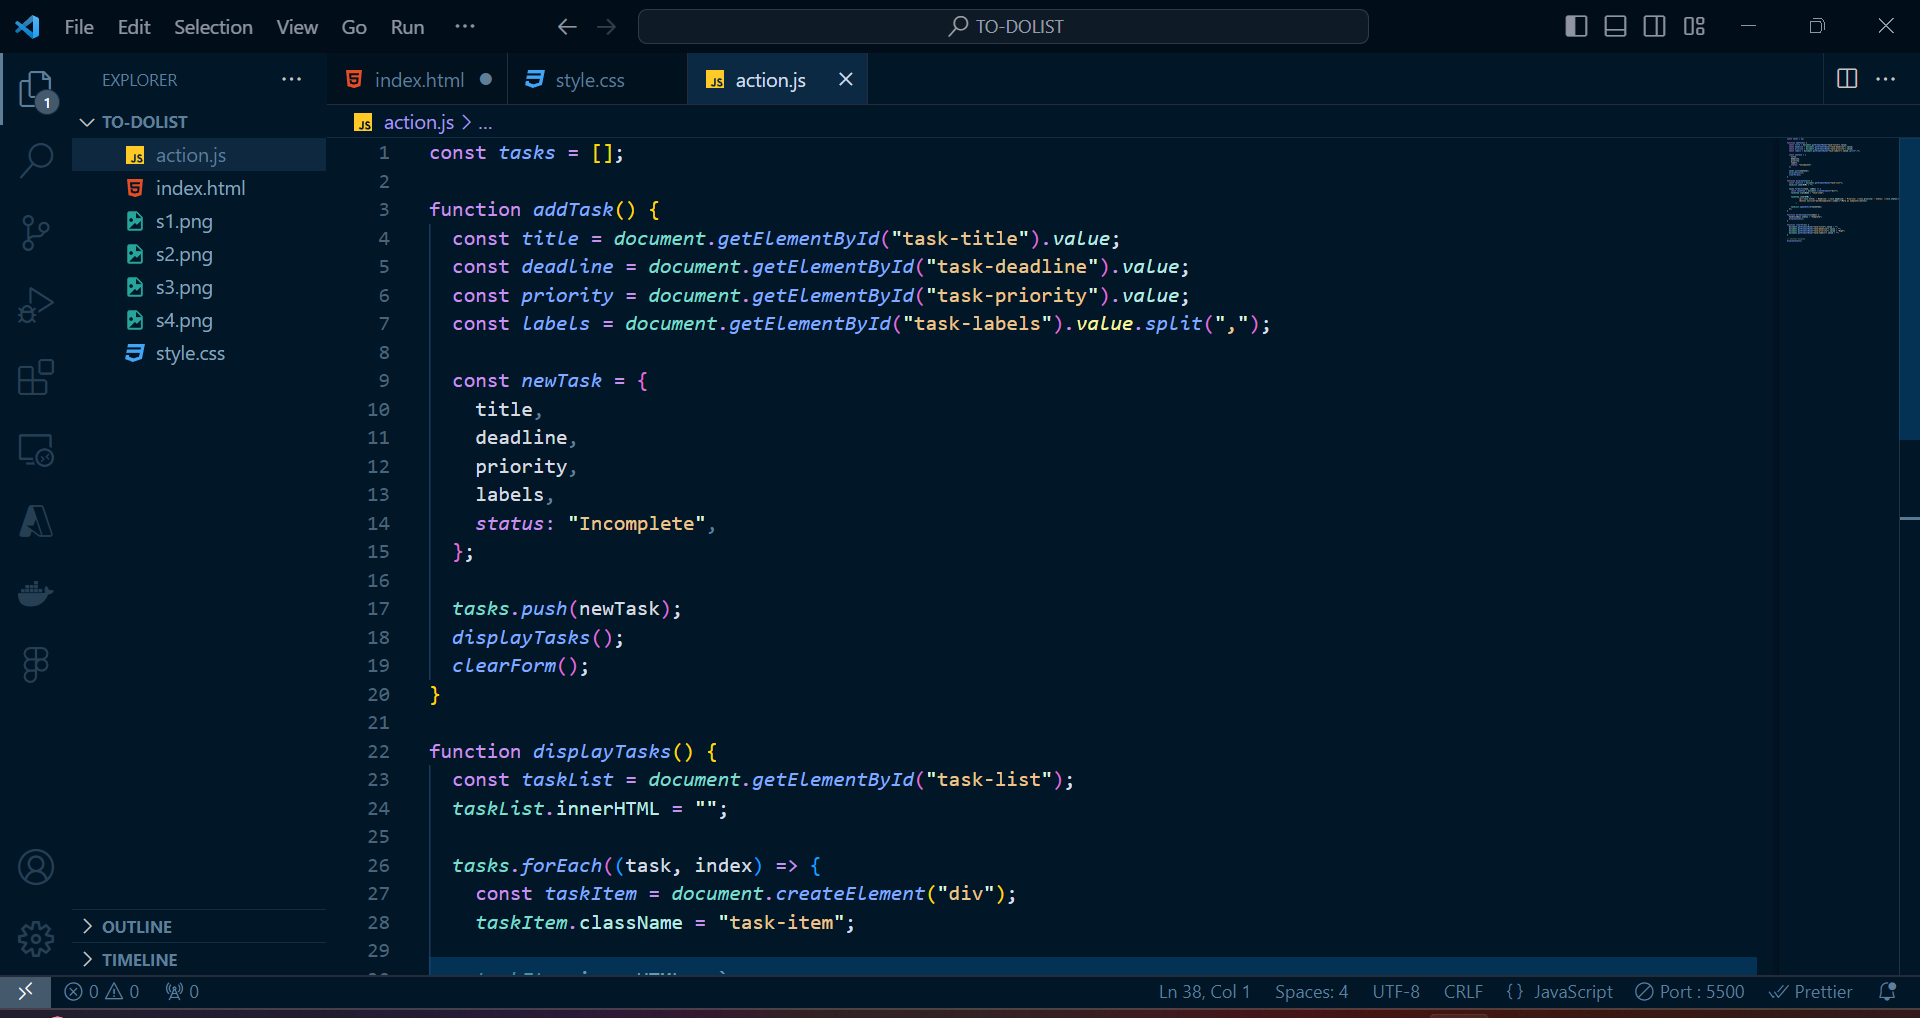 File Edit Selection View Go Run ··· TO-DOLIST
EXPLORER ···
1
TO-DOLIST
action.js
index.html
s1.png
s2.png
s3.png
s4.png
style.css
OUTLINE
TIMELINE
index.html style.css action.js
action.js > ...
1 const tasks = [];
2
3 function addTask() {
4 const title = document.getElementById("task-title").value;
5 const deadline = document.getElementById("task-deadline").value;
6 const priority = document.getElementById("task-priority").value;
7 const labels = document.getElementById("task-labels").value.split(",");
8
9 const newTask = {
10 title,
11 deadline,
12 priority,
13 labels,
14 status: "Incomplete",
15 };
16
17 tasks.push(newTask);
18 displayTasks();
19 clearForm();
20 }
21
22 function displayTasks() {
23 const taskList = document.getElementById("task-list");
24 taskList.innerHTML = "";
25
26 tasks.forEach((task, index) => {
27 const taskItem = document.createElement("div");
28 taskItem.className = "task-item";
29
0 0 0 Ln 38, Col 1 Spaces: 4 UTF-8 CRLF {} JavaScript Port : 5500 Prettier